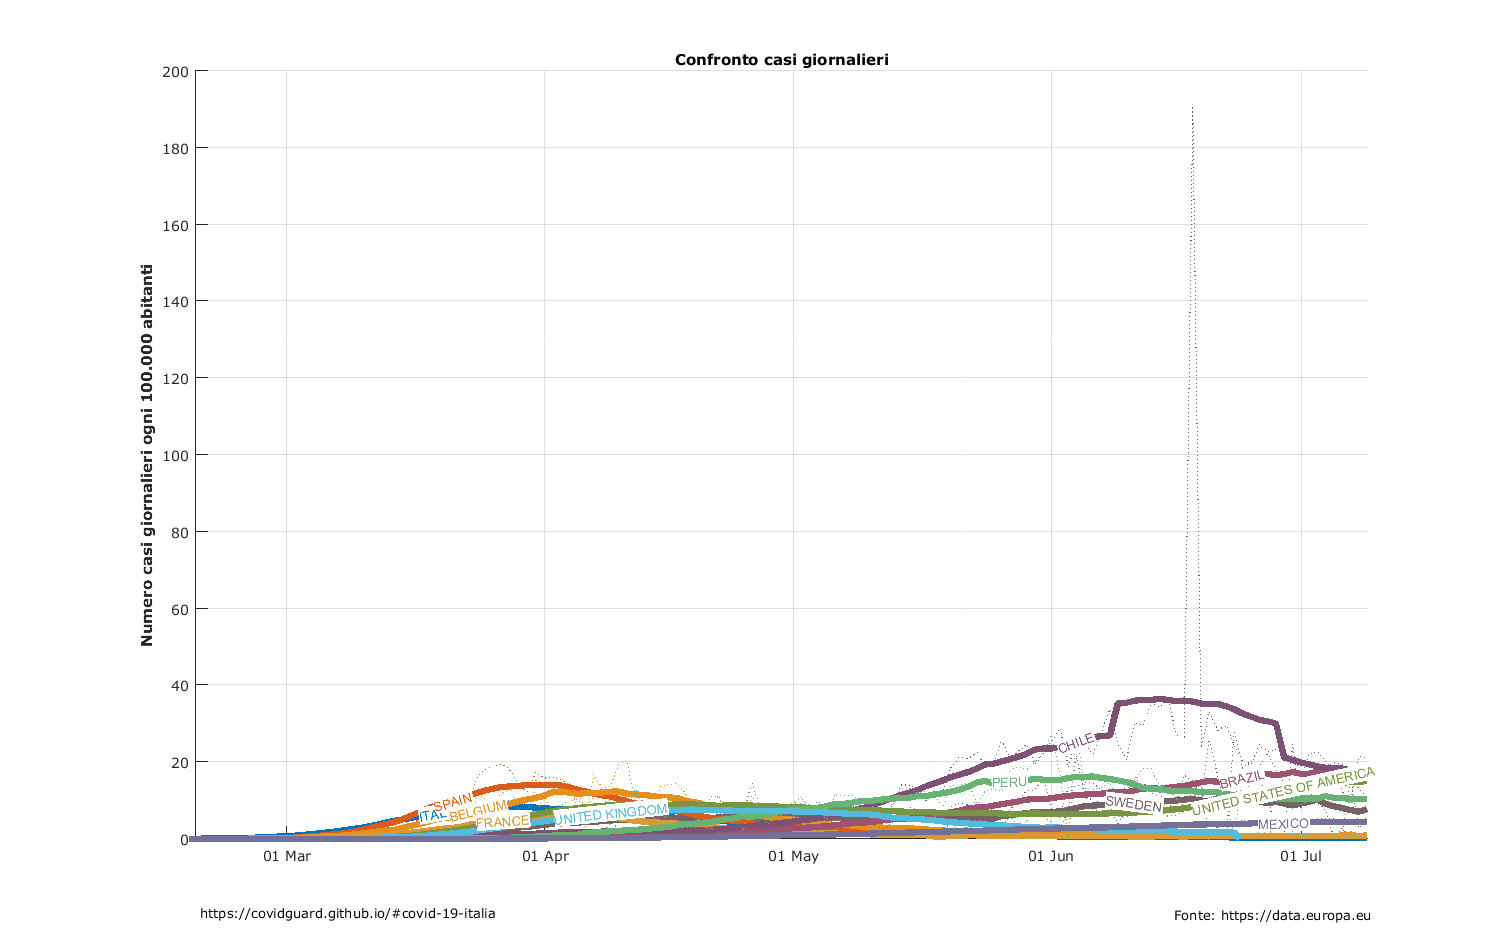 Confronto casi giornalieri
Numero casi giornalieri ogni 100.000 abitanti
200
180
160
140
120
100
80
60
40
20
0
01 Mar
01 Apr
01 May
01 Jun
01 Jul
SPAIN
ITAL
BELGIUM
FRANCE
UNITED KINGDOM
PERU
CHILE
SWEDEN
BRAZIL
UNITED STATES OF AMERICA
MEXICO
https://covidguard.github.io/#covid-19-italia
Fonte: https://data.europa.eu